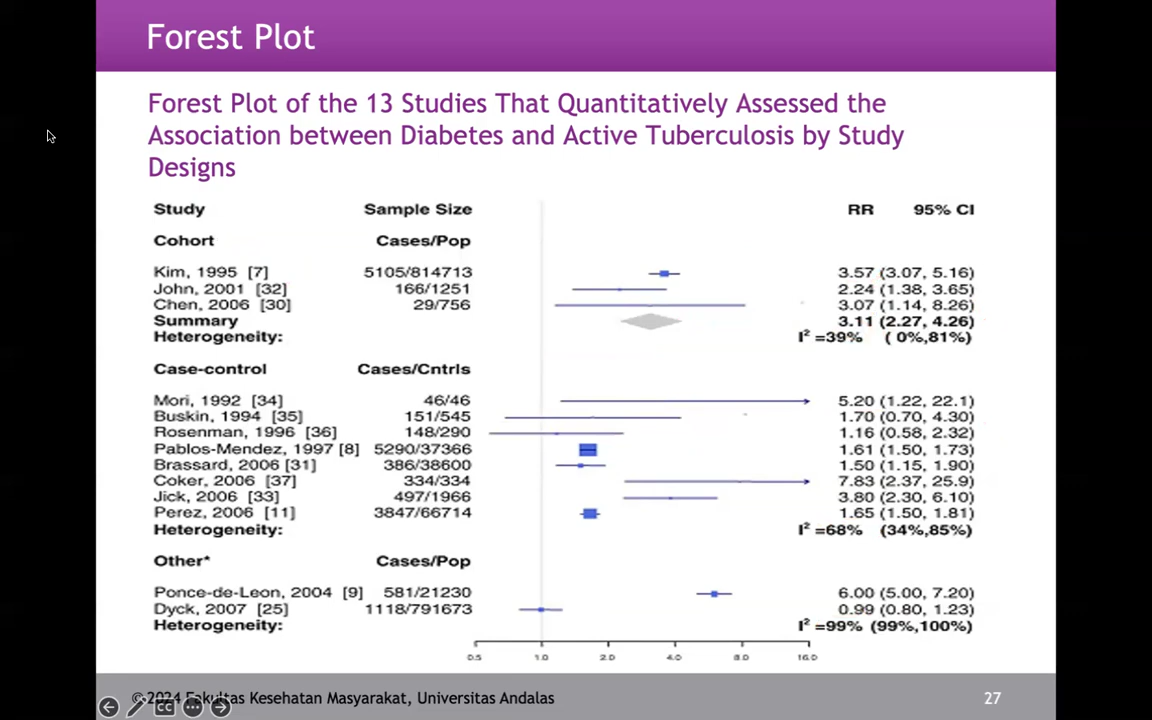 Forest Plot
Forest Plot of the 13 Studies That Quantitatively Assessed the
Association between Diabetes and Active Tuberculosis by Study
Designs
Study Sample Size RR 95% CI
Cohort Cases/Pop
Kim, 1995 [7] 5105/814713 3.57 (3.07, 5.16)
John, 2001 [32] 166/1251 2.24 (1.38, 3.65)
Chen, 2006 [30] 29/756 3.07 (1.14, 8.26)
Summary 3.11 (2.27, 4.26)
Heterogeneity: I² =39% ( 0%,81%)
Case-control Cases/Cntrls
Mori, 1992 [34] 46/46 5.20 (1.22, 22.1)
Buskin, 1994 [35] 151/545 1.70 (0.70, 4.30)
Rosenman, 1996 [36] 148/290 1.16 (0.58, 2.32)
Pablos-Mendez, 1997 [8] 5290/37366 1.61 (1.50, 1.73)
Brassard, 2006 [31] 386/38600 1.50 (1.15, 1.90)
Coker, 2006 [37] 334/334 7.83 (2.37, 25.9)
Jick, 2006 [33] 497/1966 3.80 (2.30, 6.10)
Perez, 2006 [11] 3847/66714 1.65 (1.50, 1.81)
Heterogeneity: I² =68% (34%,85%)
Other* Cases/Pop
Ponce-de-Leon, 2004 [9] 581/21230 6.00 (5.00, 7.20)
Dyck, 2007 [25] 1118/791673 0.99 (0.80, 1.23)
Heterogeneity: I² =99% (99%,100%)
0.5 1.0 2.0 4.0 8.0 16.0
©2024 Fakultas Kesehatan Masyarakat, Universitas Andalas 27
CC